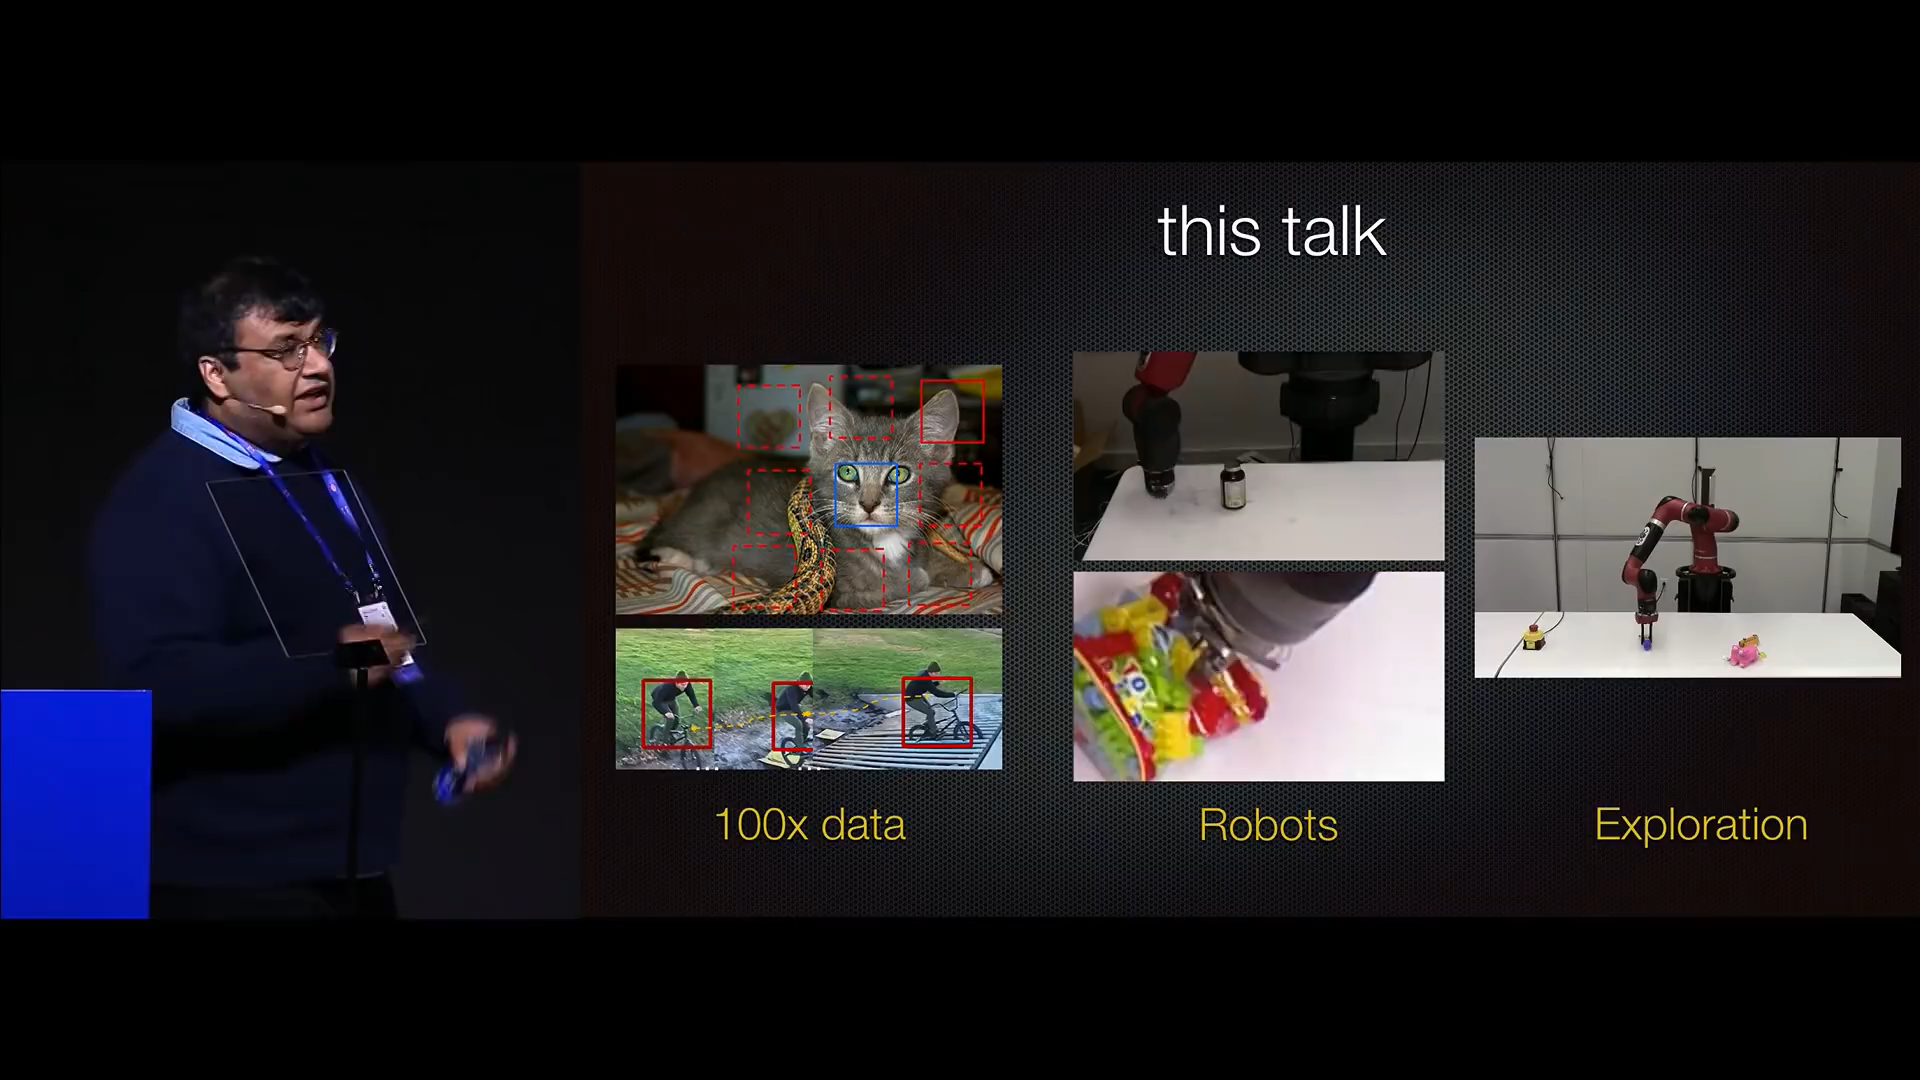 this talk
100x data
Robots
Exploration